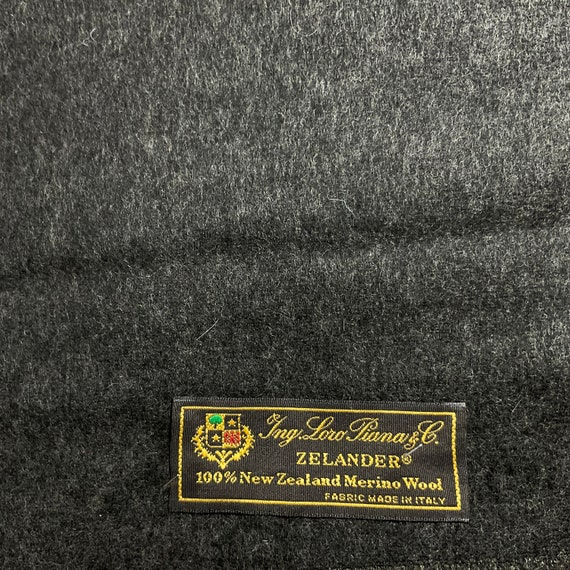 Ing. Loro Piana & C.
ZELANDER®
100% New Zealand Merino Wool
FABRIC MADE IN ITALY